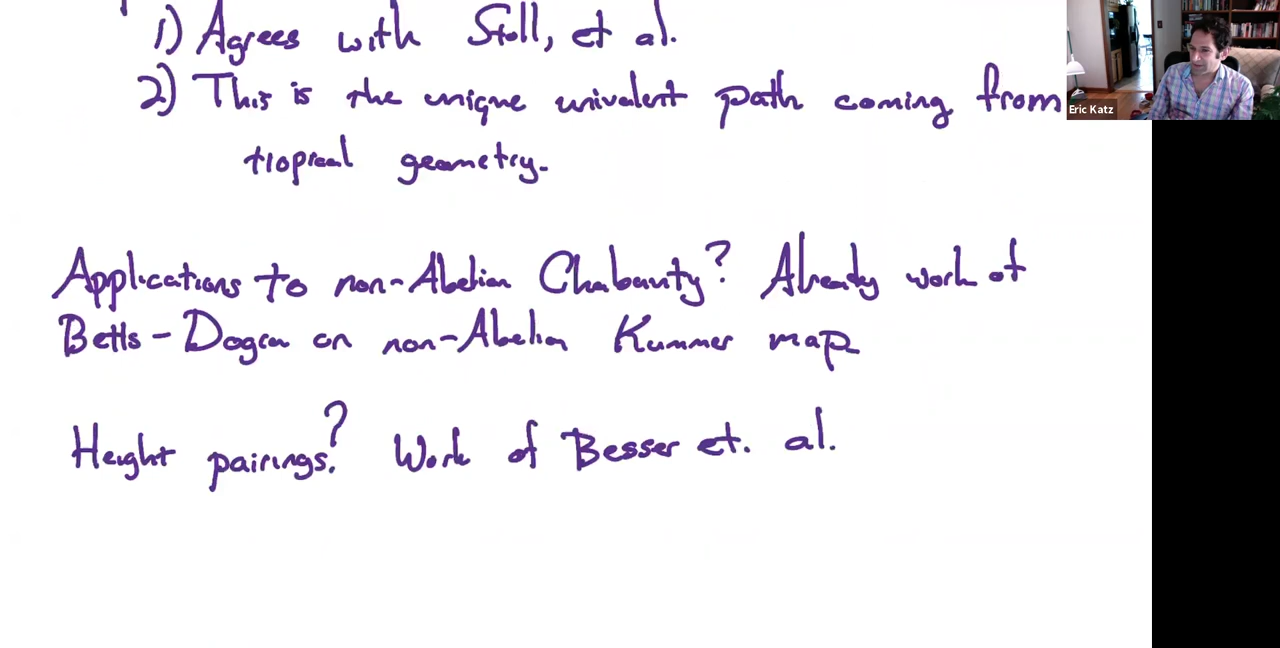 1) Agrees with Stoll, et al.
2) This is the unique univalent path coming from
Eric Katz
tropical geometry.
Applications to non-Abelian Chabauty? Already work of
Betts-Dogra on non-Abelian Kummer map
Height pairings? Work of Besser et. al.